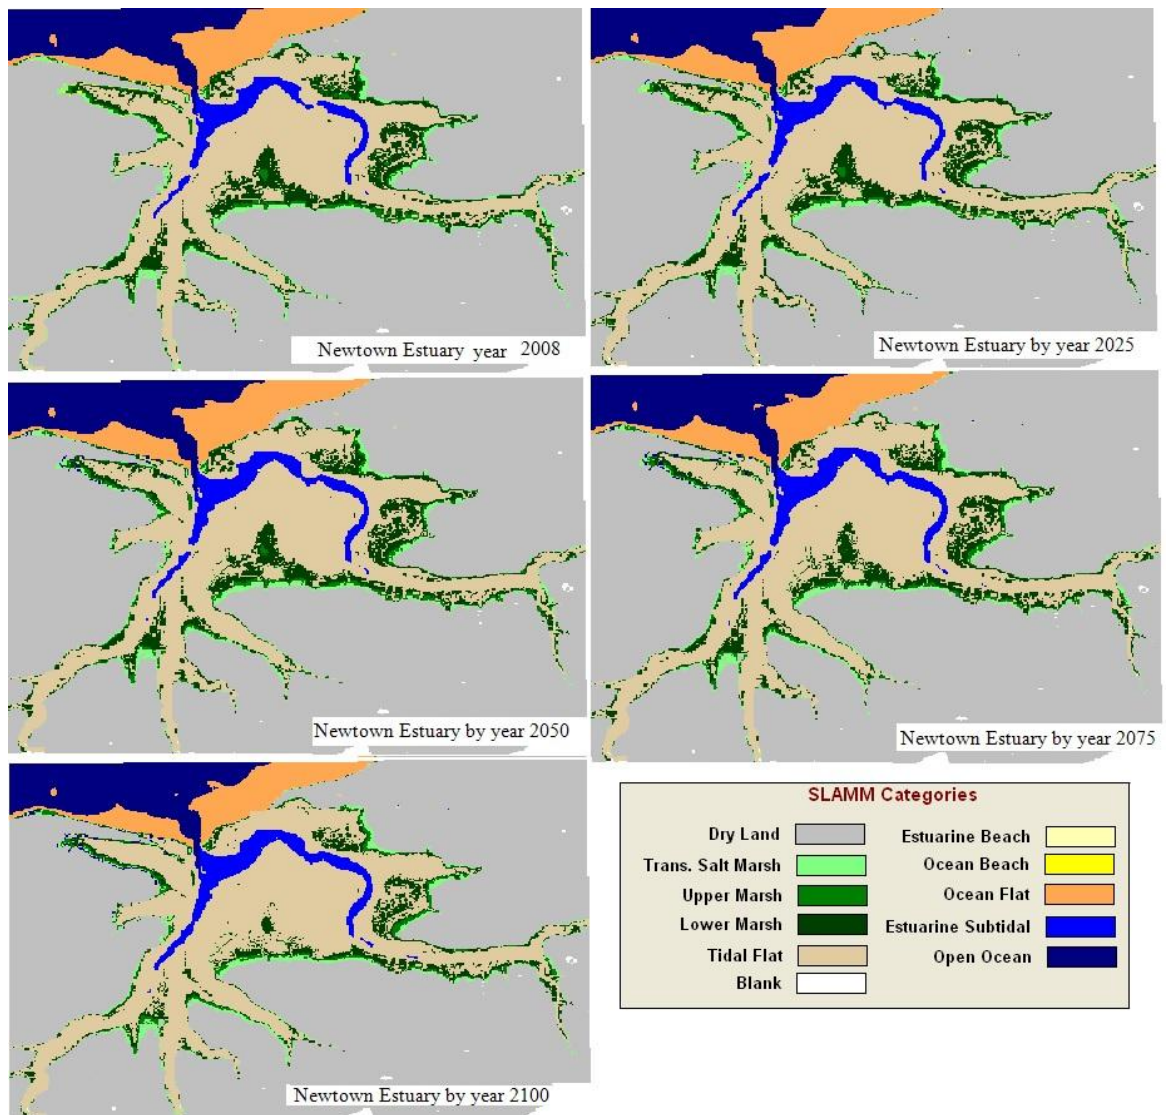 Newtown Estuary year 2008
Newtown Estuary by year 2025
Newtown Estuary by year 2050
Newtown Estuary by year 2075
SLAMM Categories
Dry Land
Estuarine Beach
Trans. Salt Marsh
Ocean Beach
Upper Marsh
Ocean Flat
Lower Marsh
Estuarine Subtidal
Tidal Flat
Open Ocean
Blank
Newtown Estuary by year 2100